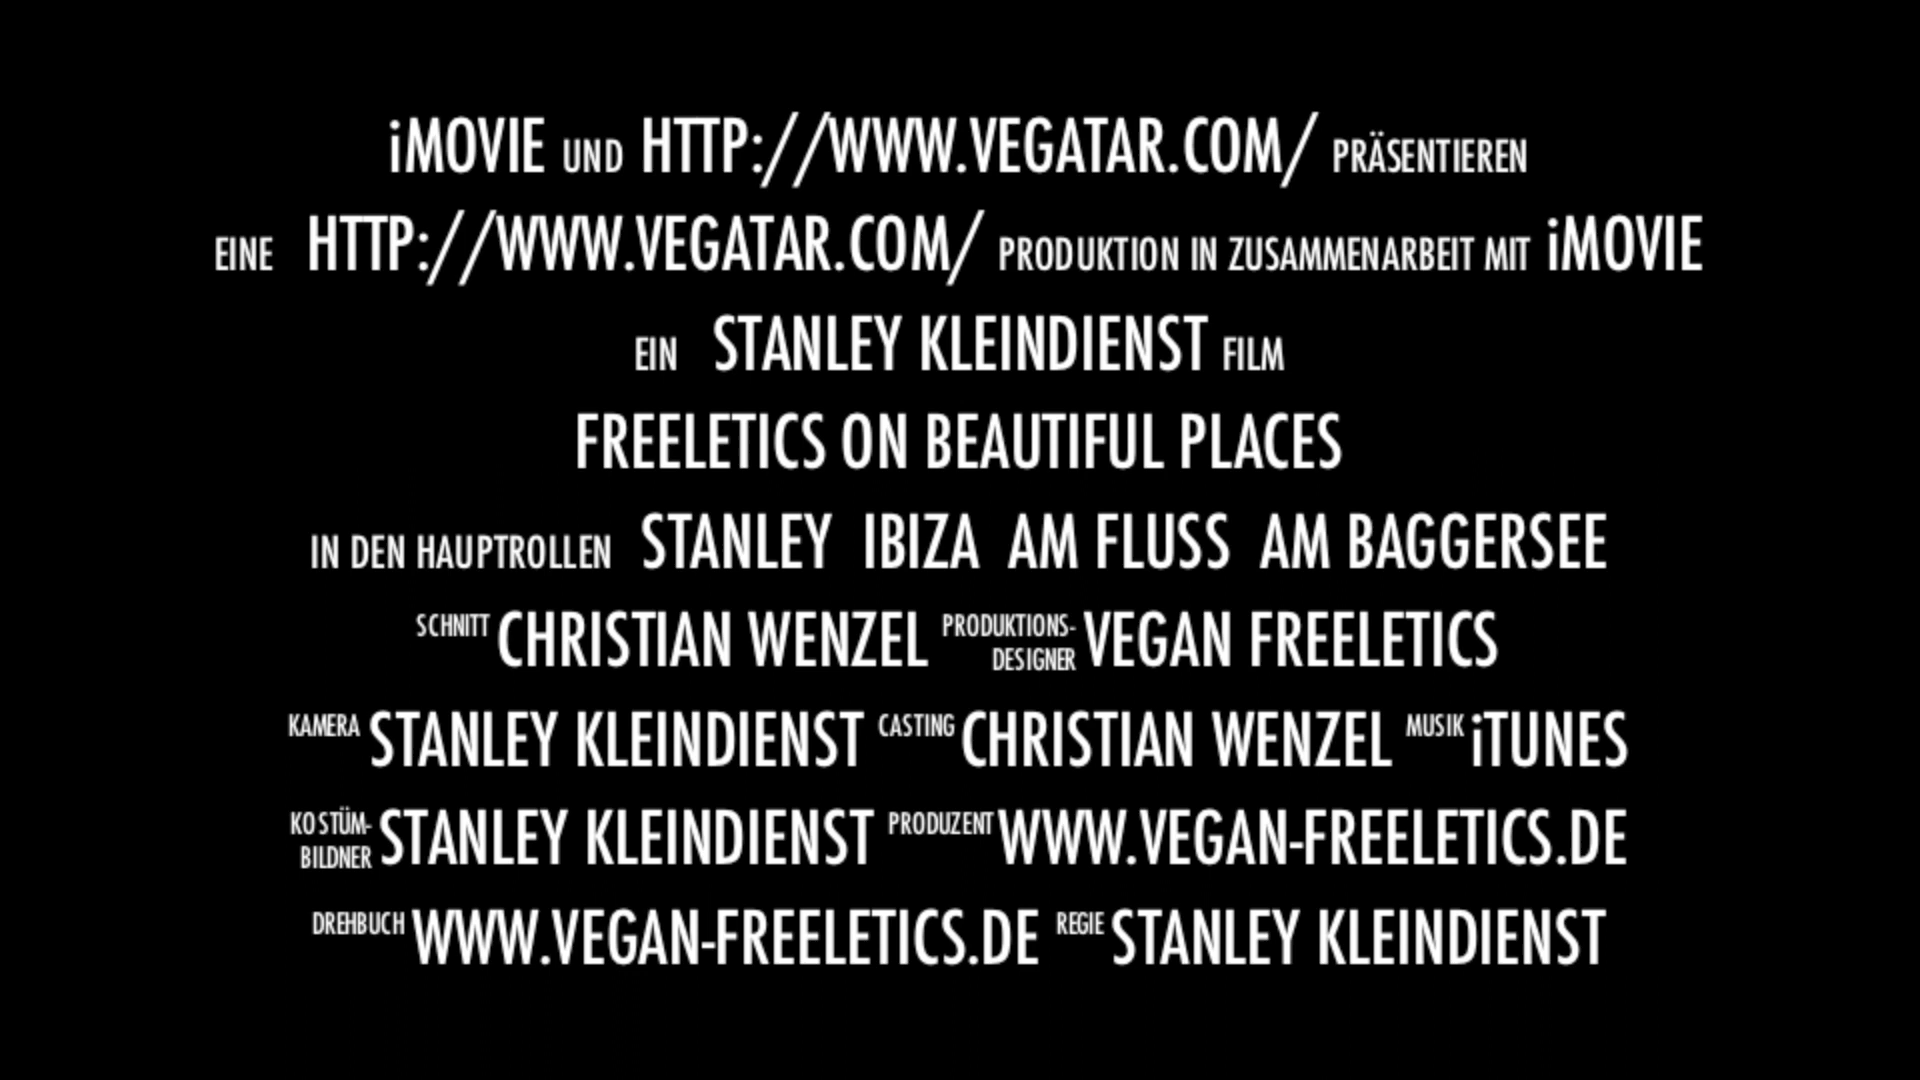 iMOVIE UND HTTP://WWW.VEGATAR.COM/ PRÄSENTIEREN
EINE HTTP://WWW.VEGATAR.COM/ PRODUKTION IN ZUSAMMENARBEIT MIT iMOVIE
EIN STANLEY KLEINDIENST FILM
FREELETICS ON BEAUTIFUL PLACES
IN DEN HAUPTROLLEN STANLEY IBIZA AM FLUSS AM BAGGERSEE
SCHNITT CHRISTIAN WENZEL PRODUKTIONS-DESIGNER VEGAN FREELETICS
KAMERA STANLEY KLEINDIENST CASTING CHRISTIAN WENZEL MUSIK iTUNES
KOSTÜM-BILDNER STANLEY KLEINDIENST PRODUZENT WWW.VEGAN-FREELETICS.DE
DREHBUCH WWW.VEGAN-FREELETICS.DE REGIE STANLEY KLEINDIENST